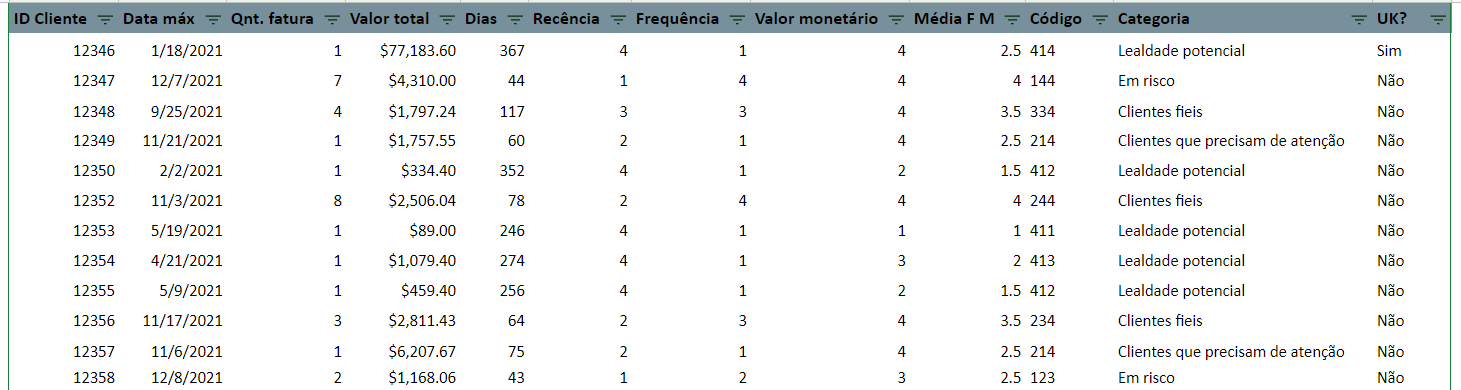 ID Cliente Data máx Qnt. fatura Valor total Dias Recência Frequência Valor monetário Média F M Código Categoria UK?
12346 1/18/2021 1 $77,183.60 367 4 1 4 2.5 414 Lealdade potencial Sim
12347 12/7/2021 7 $4,310.00 44 1 4 4 4 144 Em risco Não
12348 9/25/2021 4 $1,797.24 117 3 3 4 3.5 334 Clientes fieis Não
12349 11/21/2021 1 $1,757.55 60 2 1 4 2.5 214 Clientes que precisam de atenção Não
12350 2/2/2021 1 $334.40 352 4 1 2 1.5 412 Lealdade potencial Não
12352 11/3/2021 8 $2,506.04 78 2 4 4 4 244 Clientes fieis Não
12353 5/19/2021 1 $89.00 246 4 1 1 1 411 Lealdade potencial Não
12354 4/21/2021 1 $1,079.40 274 4 1 3 2 413 Lealdade potencial Não
12355 5/9/2021 1 $459.40 256 4 1 2 1.5 412 Lealdade potencial Não
12356 11/17/2021 3 $2,811.43 64 2 3 4 3.5 234 Clientes fieis Não
12357 11/6/2021 1 $6,207.67 75 2 1 4 2.5 214 Clientes que precisam de atenção Não
12358 12/8/2021 2 $1,168.06 43 1 2 3 2.5 123 Em risco Não